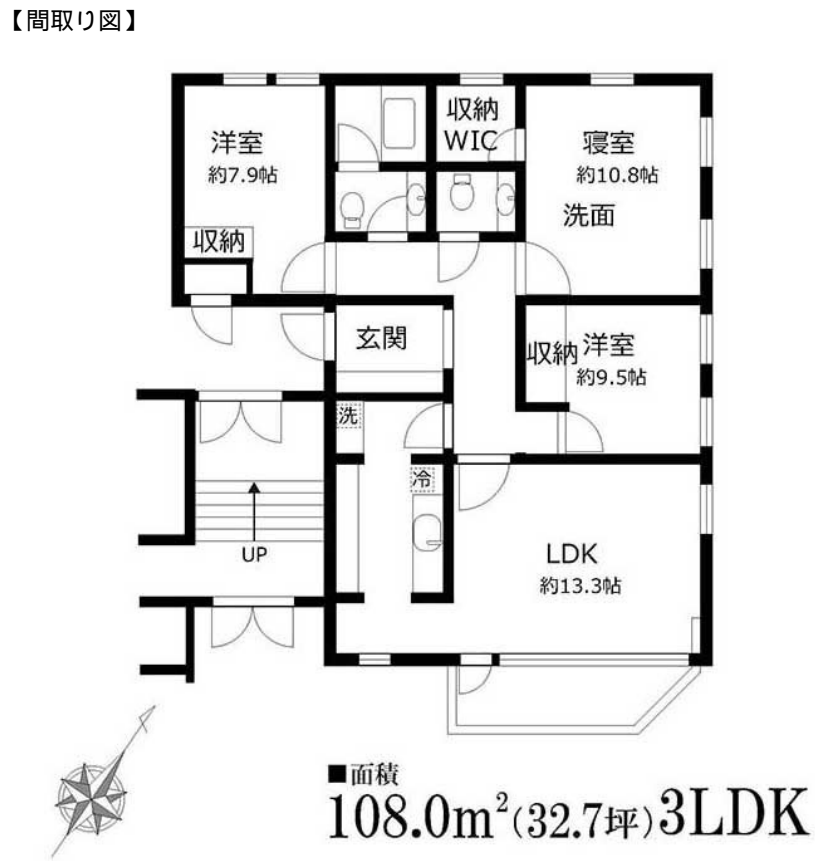 【間取り図】
洋室
約7.9帖
収納
収納
WIC
寝室
約10.8帖
洗面
玄関
収納
洋室
約9.5帖
洗
冷
UP
LDK
約13.3帖
■面積
108.0m²(32.7坪)3LDK